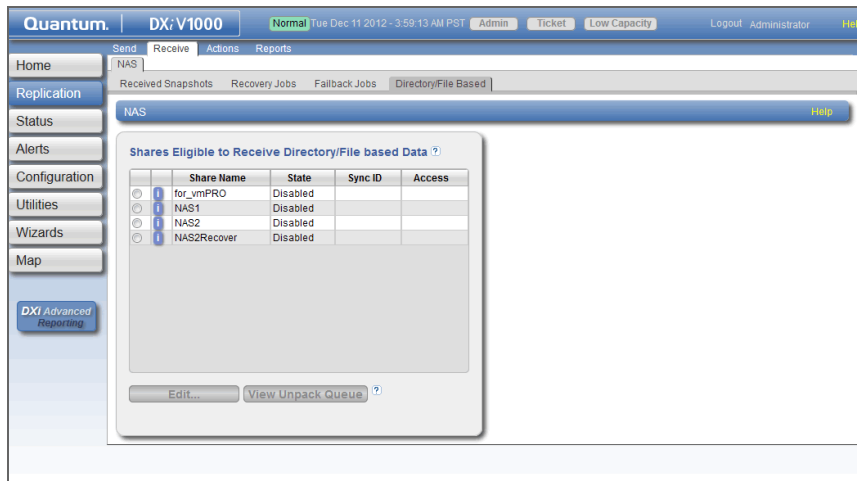 Quantum. DXi V1000 Normal Tue Dec 11 2012 - 3:59:13 AM PST Admin Ticket Low Capacity Logout Administrator Hel
Send Receive Actions Reports
Home
NAS
Received Snapshots Recovery Jobs Failback Jobs Directory/File Based
Replication
NAS Help
Status
Alerts
Configuration
Utilities
Wizards
Map
DXi Advanced
Reporting
Shares Eligible to Receive Directory/File based Data ?
Share Name State Sync ID Access
i for_vmPRO Disabled
i NAS1 Disabled
i NAS2 Disabled
i NAS2Recover Disabled
Edit... View Unpack Queue ?